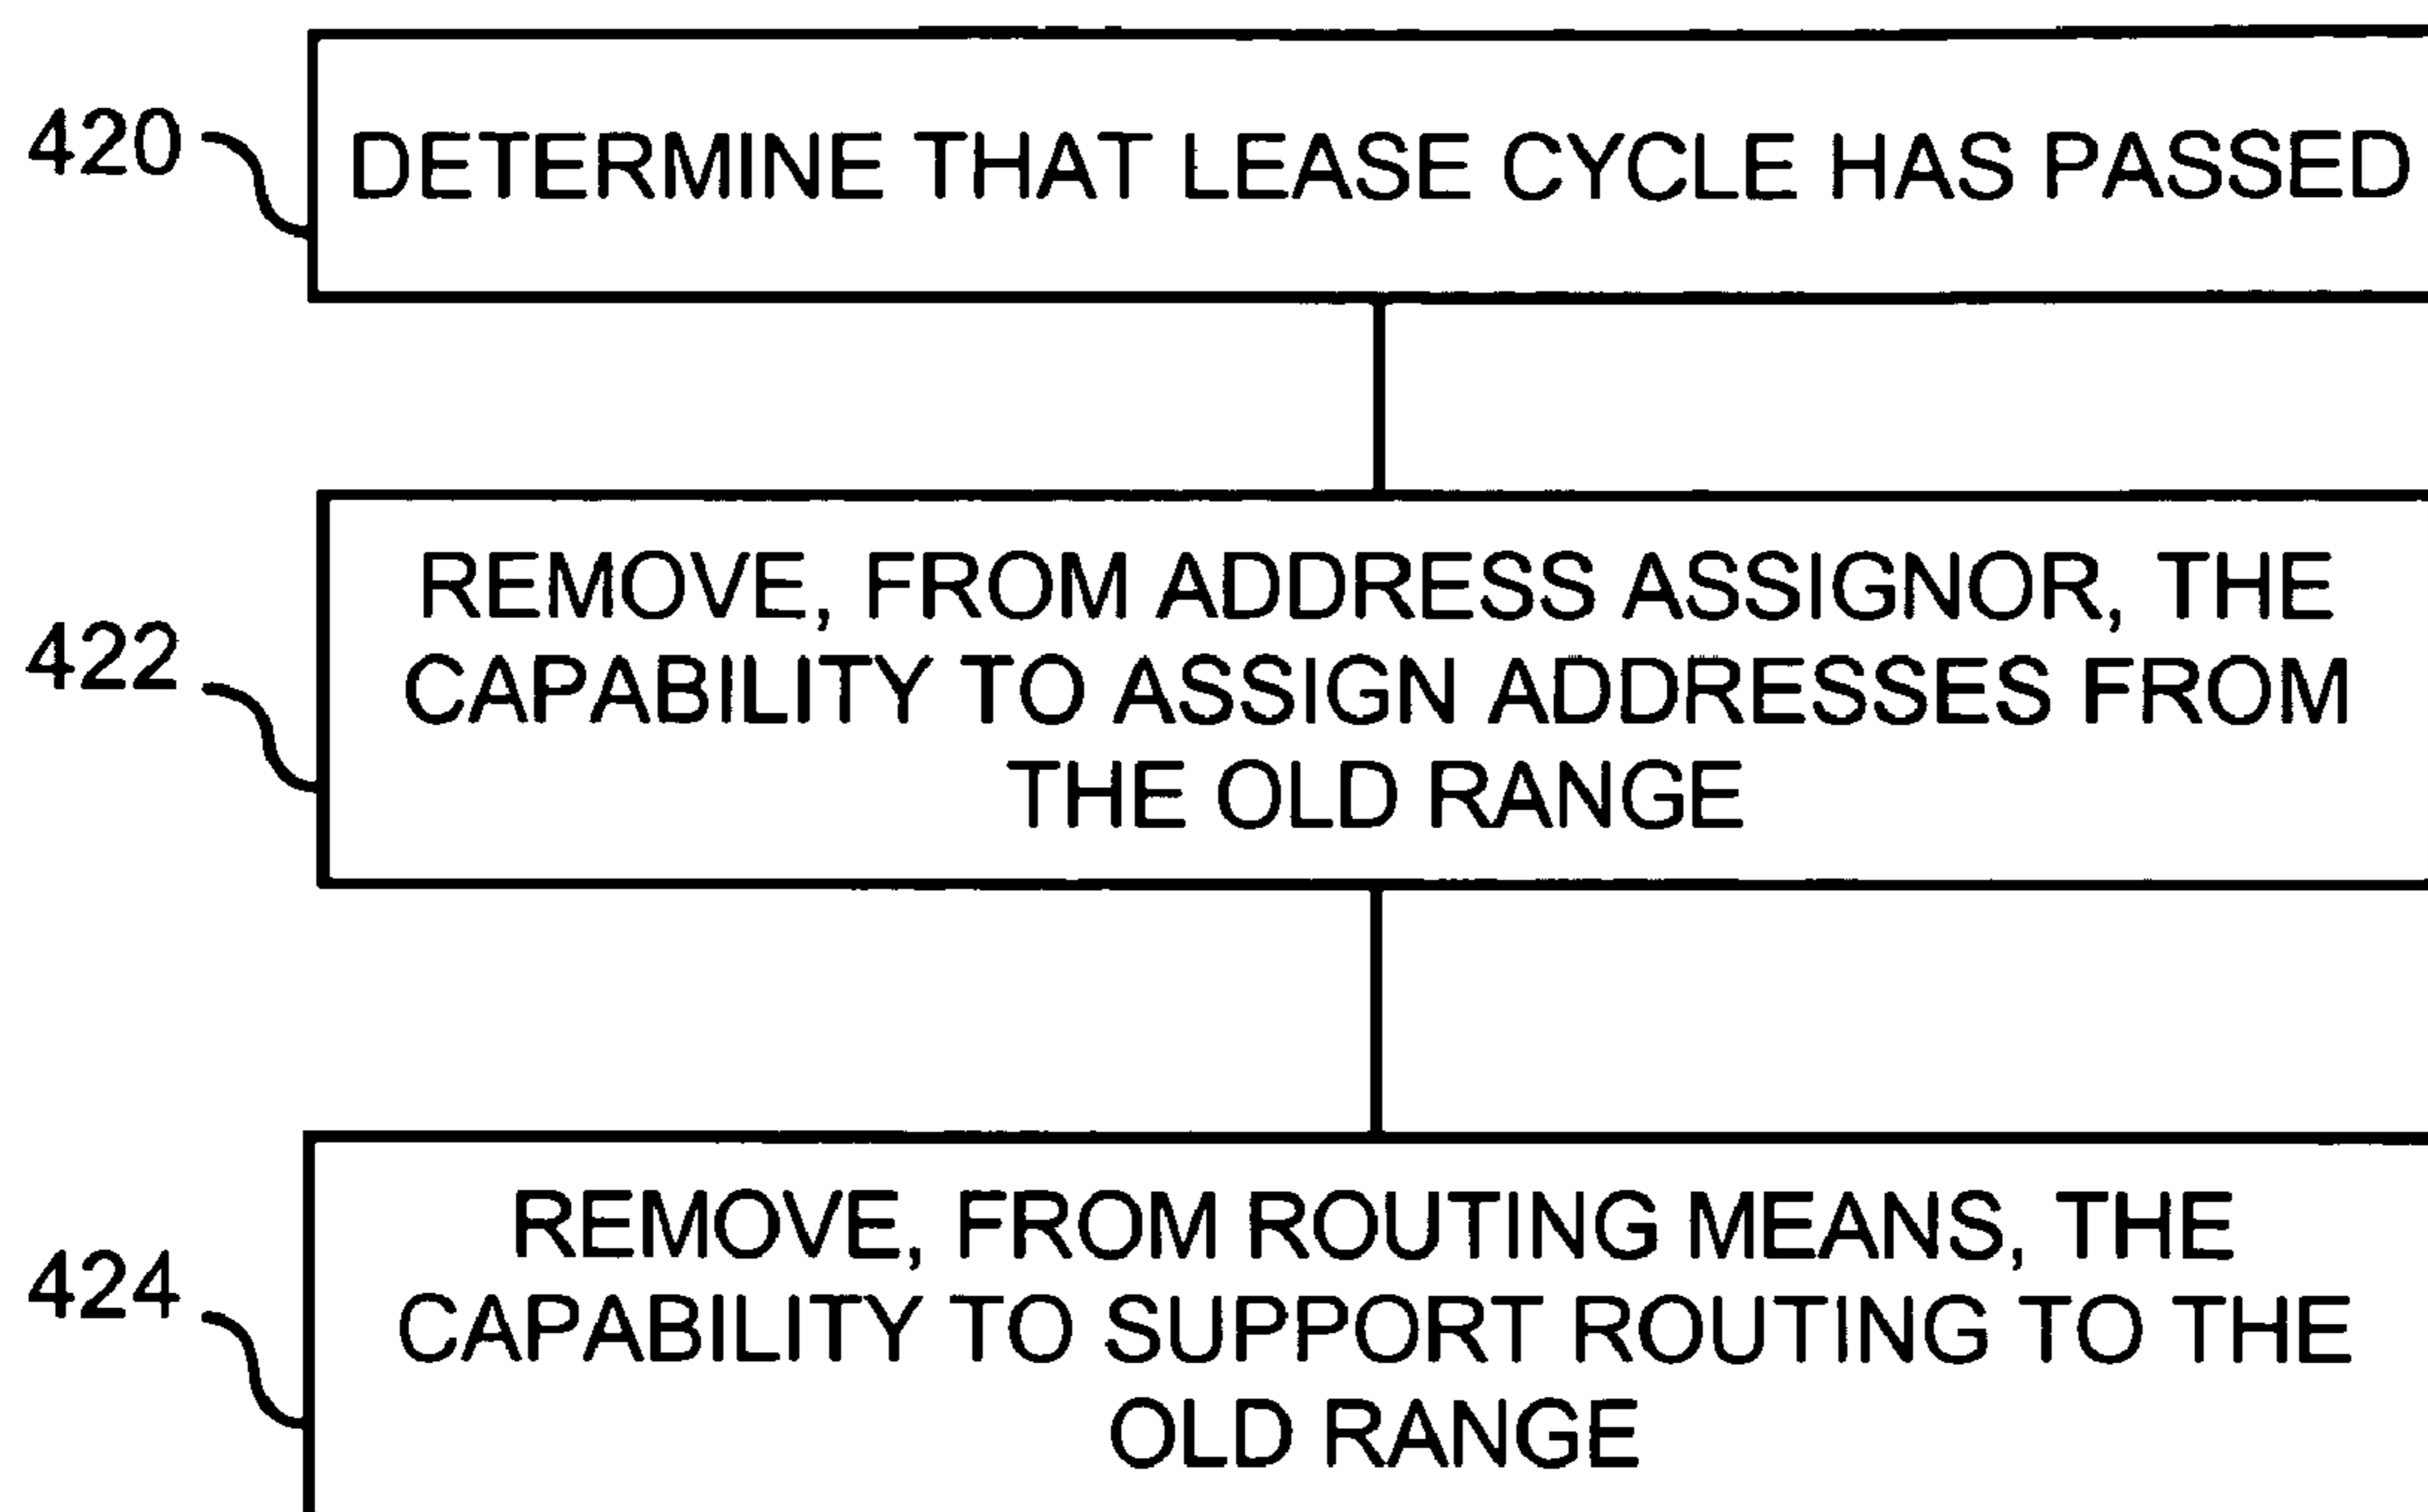 420
DETERMINE THAT LEASE CYCLE HAS PASSED
422
REMOVE, FROM ADDRESS ASSIGNOR, THE
CAPABILITY TO ASSIGN ADDRESSES FROM
THE OLD RANGE
424
REMOVE, FROM ROUTING MEANS, THE
CAPABILITY TO SUPPORT ROUTING TO THE
OLD RANGE